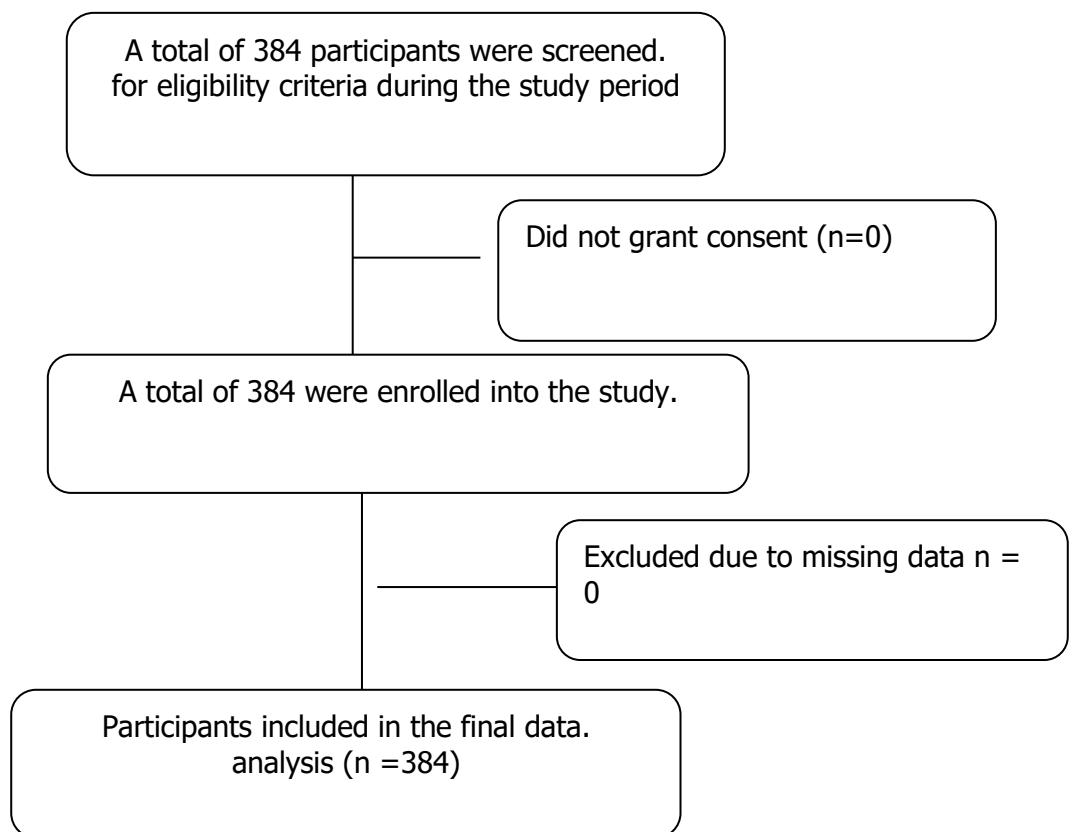 A total of 384 participants were screened.
for eligibility criteria during the study period
Did not grant consent (n=0)
A total of 384 were enrolled into the study.
Excluded due to missing data n =
0
Participants included in the final data.
analysis (n =384)